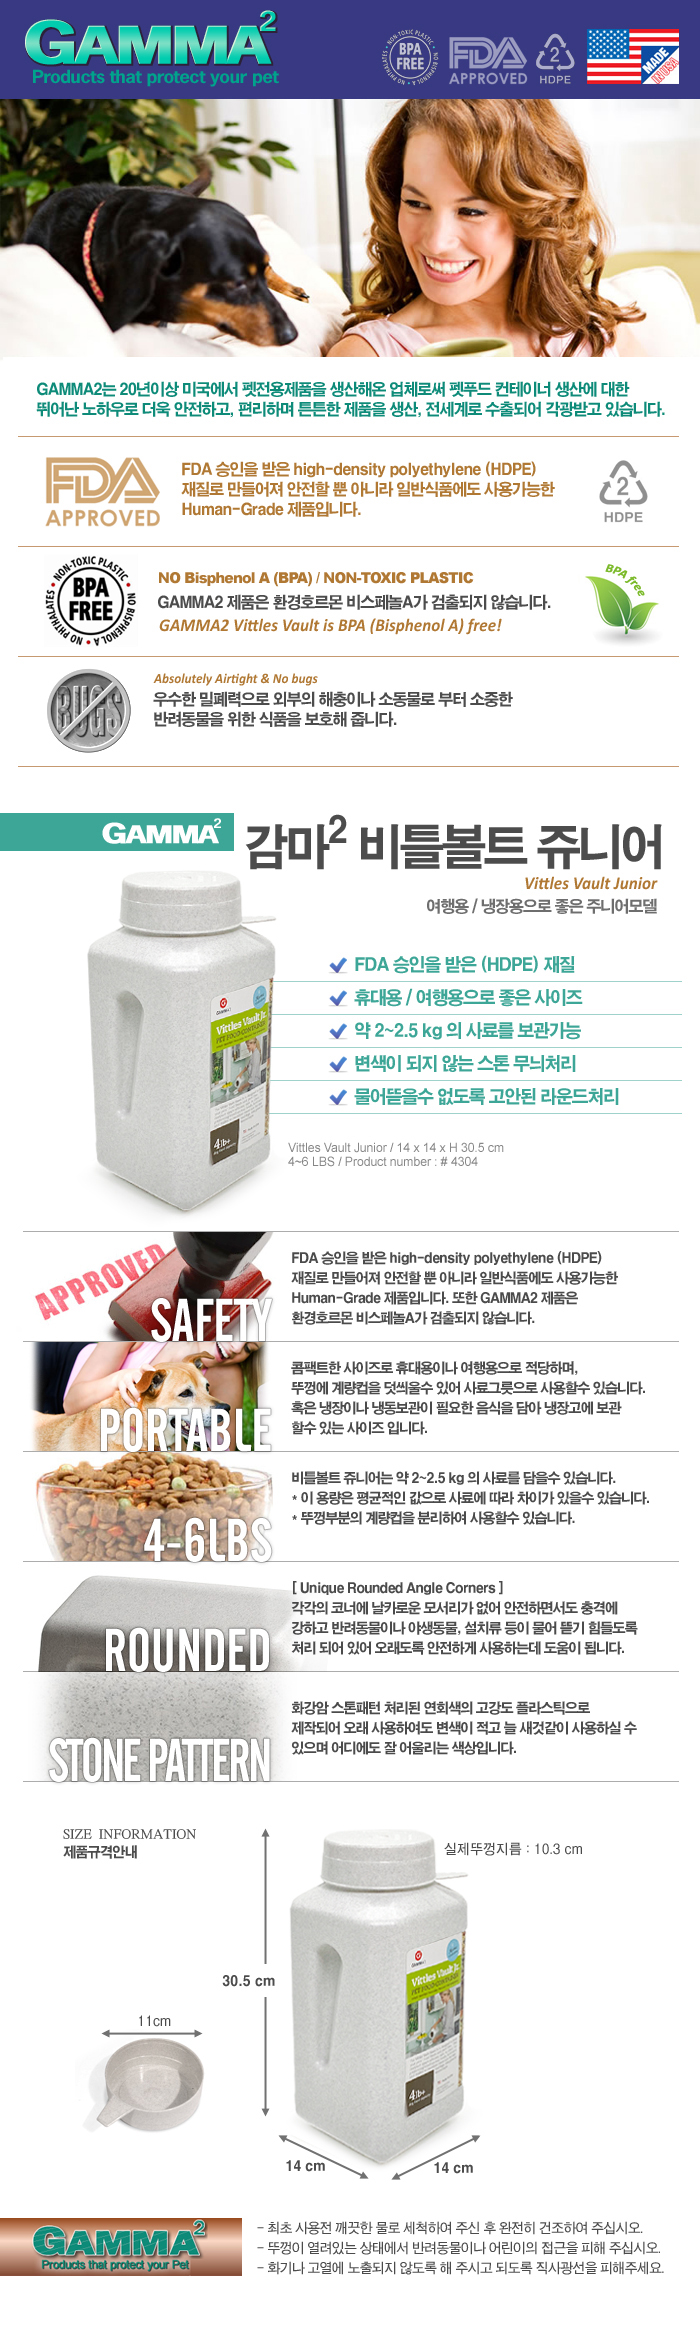 GAMMA2
Products that protect your pet
NON-TOXIC PLASTIC • NO BISPHENOL A • NO PHTHALATES •
BPA
FREE
FDA
APPROVED
2
HDPE
MADE
IN USA
GAMMA2는 20년이상 미국에서 펫전용제품을 생산해온 업체로써 펫푸드 컨테이너 생산에 대한
뛰어난 노하우로 더욱 안전하고, 편리하며 튼튼한 제품을 생산, 전세계로 수출되어 각광받고 있습니다.
FDA
APPROVED
FDA 승인을 받은 high-density polyethylene (HDPE)
재질로 만들어져 안전할 뿐 아니라 일반식품에도 사용가능한
Human-Grade 제품입니다.
2
HDPE
NON-TOXIC PLASTIC • NO BISPHENOL A • NO PHTHALATES •
BPA
FREE
NO Bisphenol A (BPA) / NON-TOXIC PLASTIC
GAMMA2 제품은 환경호르몬 비스페놀A가 검출되지 않습니다.
GAMMA2 Vittles Vault is BPA (Bisphenol A) free!
BPA free
BUGS
Absolutely Airtight & No bugs
우수한 밀폐력으로 외부의 해충이나 소동물로 부터 소중한
반려동물을 위한 식품을 보호해 줍니다.
GAMMA2
감마2 비틀볼트 쥬니어
Vittles Vault Junior
여행용 / 냉장용으로 좋은 주니어모델
FDA 승인을 받은 (HDPE) 재질
휴대용 / 여행용으로 좋은 사이즈
약 2~2.5 kg 의 사료를 보관가능
변색이 되지 않는 스톤 무늬처리
물어뜯을수 없도록 고안된 라운드처리
Vittles Vault Jr.
4lb+
Vittles Vault Junior / 14 x 14 x H 30.5 cm
4~6 LBS / Product number : # 4304
APPROVED
SAFETY
FDA 승인을 받은 high-density polyethylene (HDPE)
재질로 만들어져 안전할 뿐 아니라 일반식품에도 사용가능한
Human-Grade 제품입니다. 또한 GAMMA2 제품은
환경호르몬 비스페놀A가 검출되지 않습니다.
PORTABLE
콤팩트한 사이즈로 휴대용이나 여행용으로 적당하며,
뚜껑에 계량컵을 덧씌울수 있어 사료그릇으로 사용할수 있습니다.
혹은 냉장이나 냉동보관이 필요한 음식을 담아 냉장고에 보관
할수 있는 사이즈 입니다.
4-6LBS
비틀볼트 쥬니어는 약 2~2.5 kg 의 사료를 담을수 있습니다.
* 이 용량은 평균적인 값으로 사료에 따라 차이가 있을수 있습니다.
* 뚜껑부분의 계량컵을 분리하여 사용할수 있습니다.
ROUNDED
[ Unique Rounded Angle Corners ]
각각의 코너에 날카로운 모서리가 없어 안전하면서도 충격에
강하고 반려동물이나 야생동물, 설치류 등이 물어 뜯기 힘들도록
처리 되어 있어 오래도록 안전하게 사용하는데 도움이 됩니다.
STONE PATTERN
화강암 스톤패턴 처리된 연회색의 고강도 플라스틱으로
제작되어 오래 사용하여도 변색이 적고 늘 새것같이 사용하실 수
있으며 어디에도 잘 어울리는 색상입니다.
SIZE INFORMATION
제품규격안내
실제뚜껑지름 : 10.3 cm
30.5 cm
11cm
Vittles Vault Jr.
4lb+
14 cm
14 cm
GAMMA2
Products that protect your Pet
- 최초 사용전 깨끗한 물로 세척하여 주신 후 완전히 건조하여 주십시오.
- 뚜껑이 열려있는 상태에서 반려동물이나 어린이의 접근을 피해 주십시오.
- 화기나 고열에 노출되지 않도록 해 주시고 되도록 직사광선을 피해주세요.